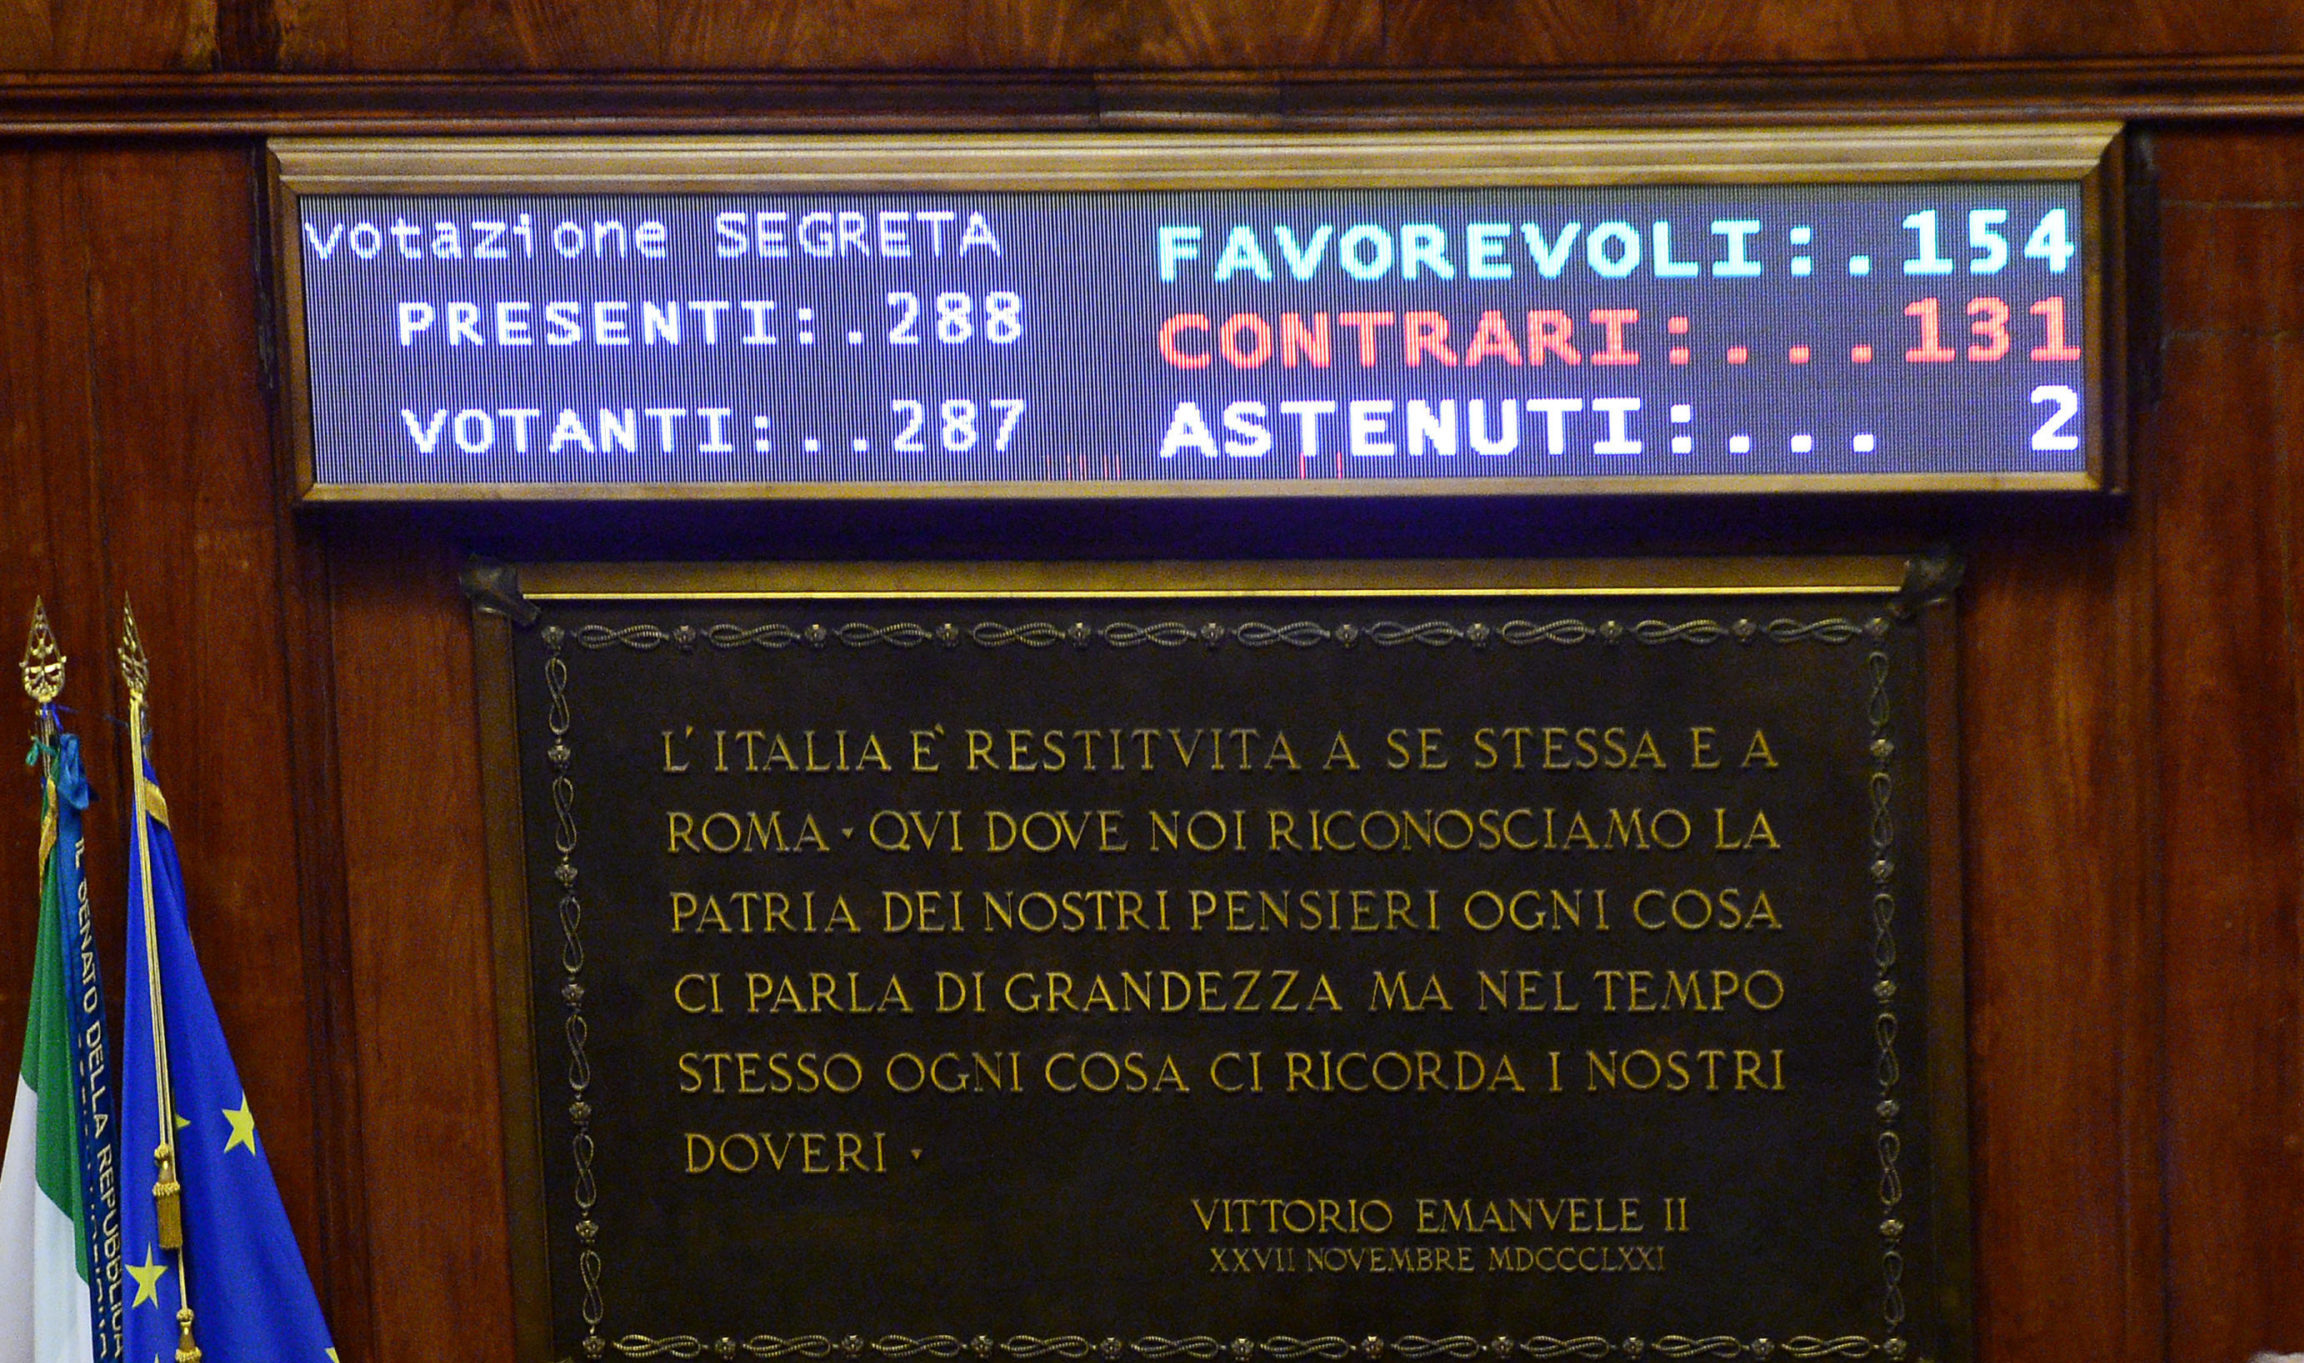 Votazione SEGRETA
PRESENTI:.288
VOTANTI:..287
FAVOREVOLI:.154
CONTRARI:...131
ASTENUTI:... 2
L'ITALIA E' RESTITVITA A SE STESSA E A
ROMA · QVI DOVE NOI RICONOSCIAMO LA
PATRIA DEI NOSTRI PENSIERI OGNI COSA
CI PARLA DI GRANDEZZA MA NEL TEMPO
STESSO OGNI COSA CI RICORDA I NOSTRI
DOVERI ·
VITTORIO EMANVELE II
XXVII NOVEMBRE MDCCCLXXI
IL SENATO DELLA REPUBBLICA